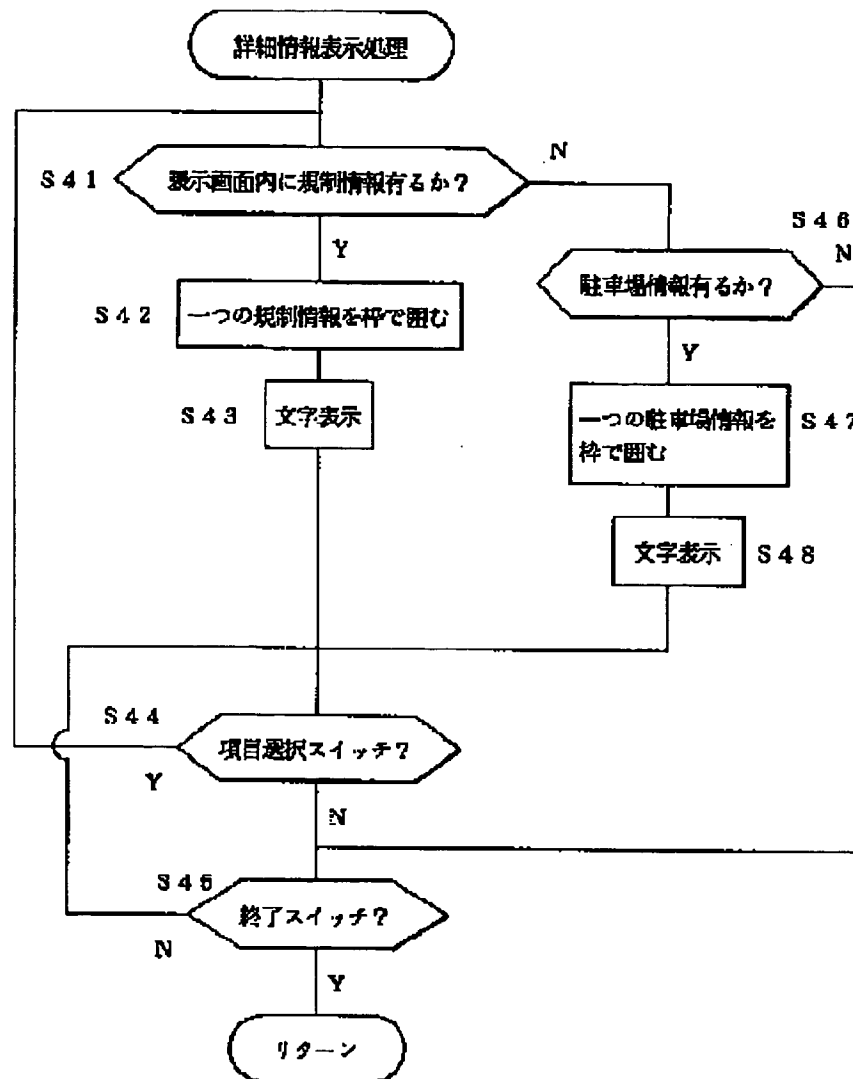 詳細情報表示処理
S41
表示画面内に規制情報有るか?
N
Y
S46
N
駐車場情報有るか?
Y
S42
一つの規制情報を枠で囲む
S43
文字表示
一つの駐車場情報を
枠で囲む
S47
文字表示
S48
S44
項目選択スイッチ?
Y
N
S45
終了スイッチ?
N
Y
リターン